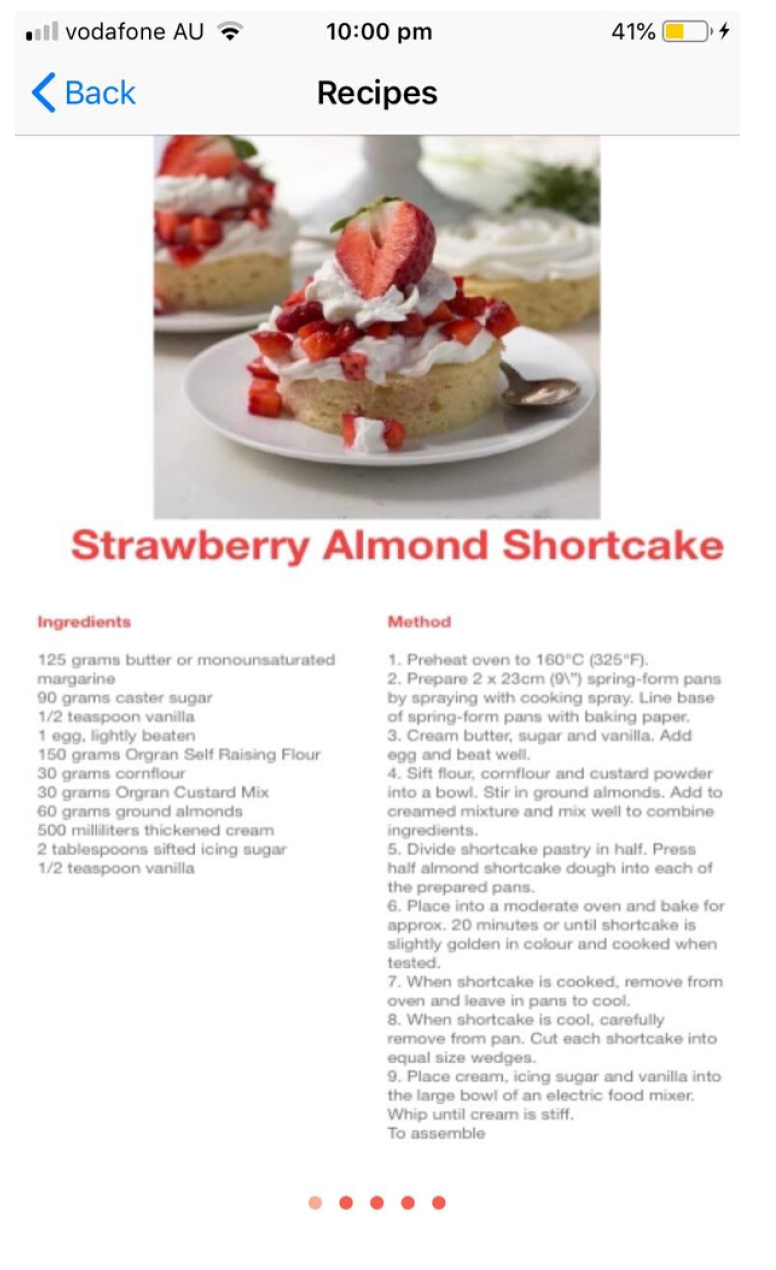 vodafone AU
10:00 pm
41%
Back
Recipes
Strawberry Almond Shortcake
Ingredients
125 grams butter or monounsaturated
margarine
90 grams caster sugar
1/2 teaspoon vanilla
1 egg, lightly beaten
150 grams Orgran Self Raising Flour
30 grams cornflour
30 grams Orgran Custard Mix
60 grams ground almonds
500 milliliters thickened cream
2 tablespoons sifted icing sugar
1/2 teaspoon vanilla
Method
1. Preheat oven to 160°C (325°F).
2. Prepare 2 x 23cm (9\") spring-form pans
by spraying with cooking spray. Line base
of spring-form pans with baking paper.
3. Cream butter, sugar and vanilla. Add
egg and beat well.
4. Sift flour, cornflour and custard powder
into a bowl. Stir in ground almonds. Add to
creamed mixture and mix well to combine
ingredients.
5. Divide shortcake pastry in half. Press
half almond shortcake dough into each of
the prepared pans.
6. Place into a moderate oven and bake for
approx. 20 minutes or until shortcake is
slightly golden in colour and cooked when
tested.
7. When shortcake is cooked, remove from
oven and leave in pans to cool.
8. When shortcake is cool, carefully
remove from pan. Cut each shortcake into
equal size wedges.
9. Place cream, icing sugar and vanilla into
the large bowl of an electric food mixer.
Whip until cream is stiff.
To assemble